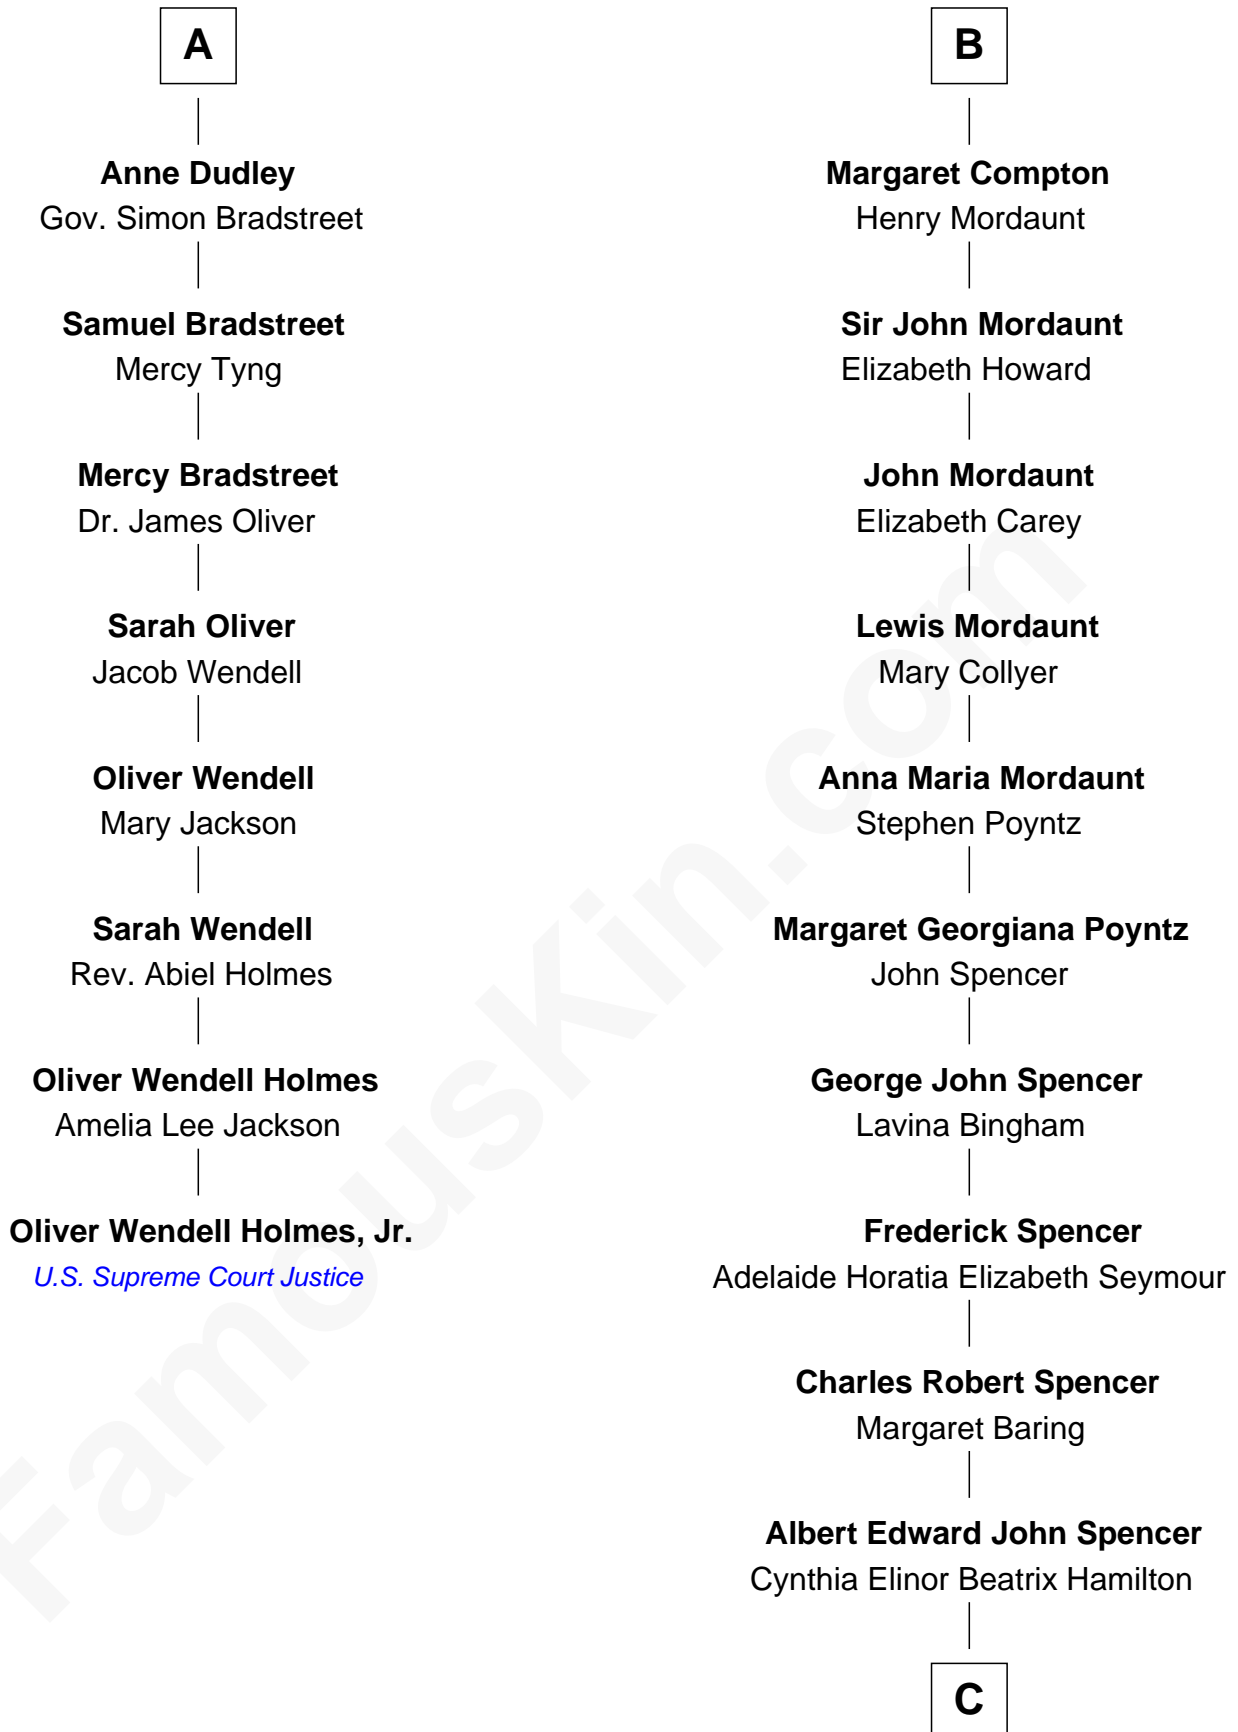 A
Anne Dudley
Gov. Simon Bradstreet
Samuel Bradstreet
Mercy Tyng
Mercy Bradstreet
Dr. James Oliver
Sarah Oliver
Jacob Wendell
Oliver Wendell
Mary Jackson
Sarah Wendell
Rev. Abiel Holmes
Oliver Wendell Holmes
Amelia Lee Jackson
Oliver Wendell Holmes, Jr.
U.S. Supreme Court Justice
B
Margaret Compton
Henry Mordaunt
Sir John Mordaunt
Elizabeth Howard
John Mordaunt
Elizabeth Carey
Lewis Mordaunt
Mary Collyer
Anna Maria Mordaunt
Stephen Poyntz
Margaret Georgiana Poyntz
John Spencer
George John Spencer
Lavina Bingham
Frederick Spencer
Adelaide Horatia Elizabeth Seymour
Charles Robert Spencer
Margaret Baring
Albert Edward John Spencer
Cynthia Elinor Beatrix Hamilton
C
FamousKin.com